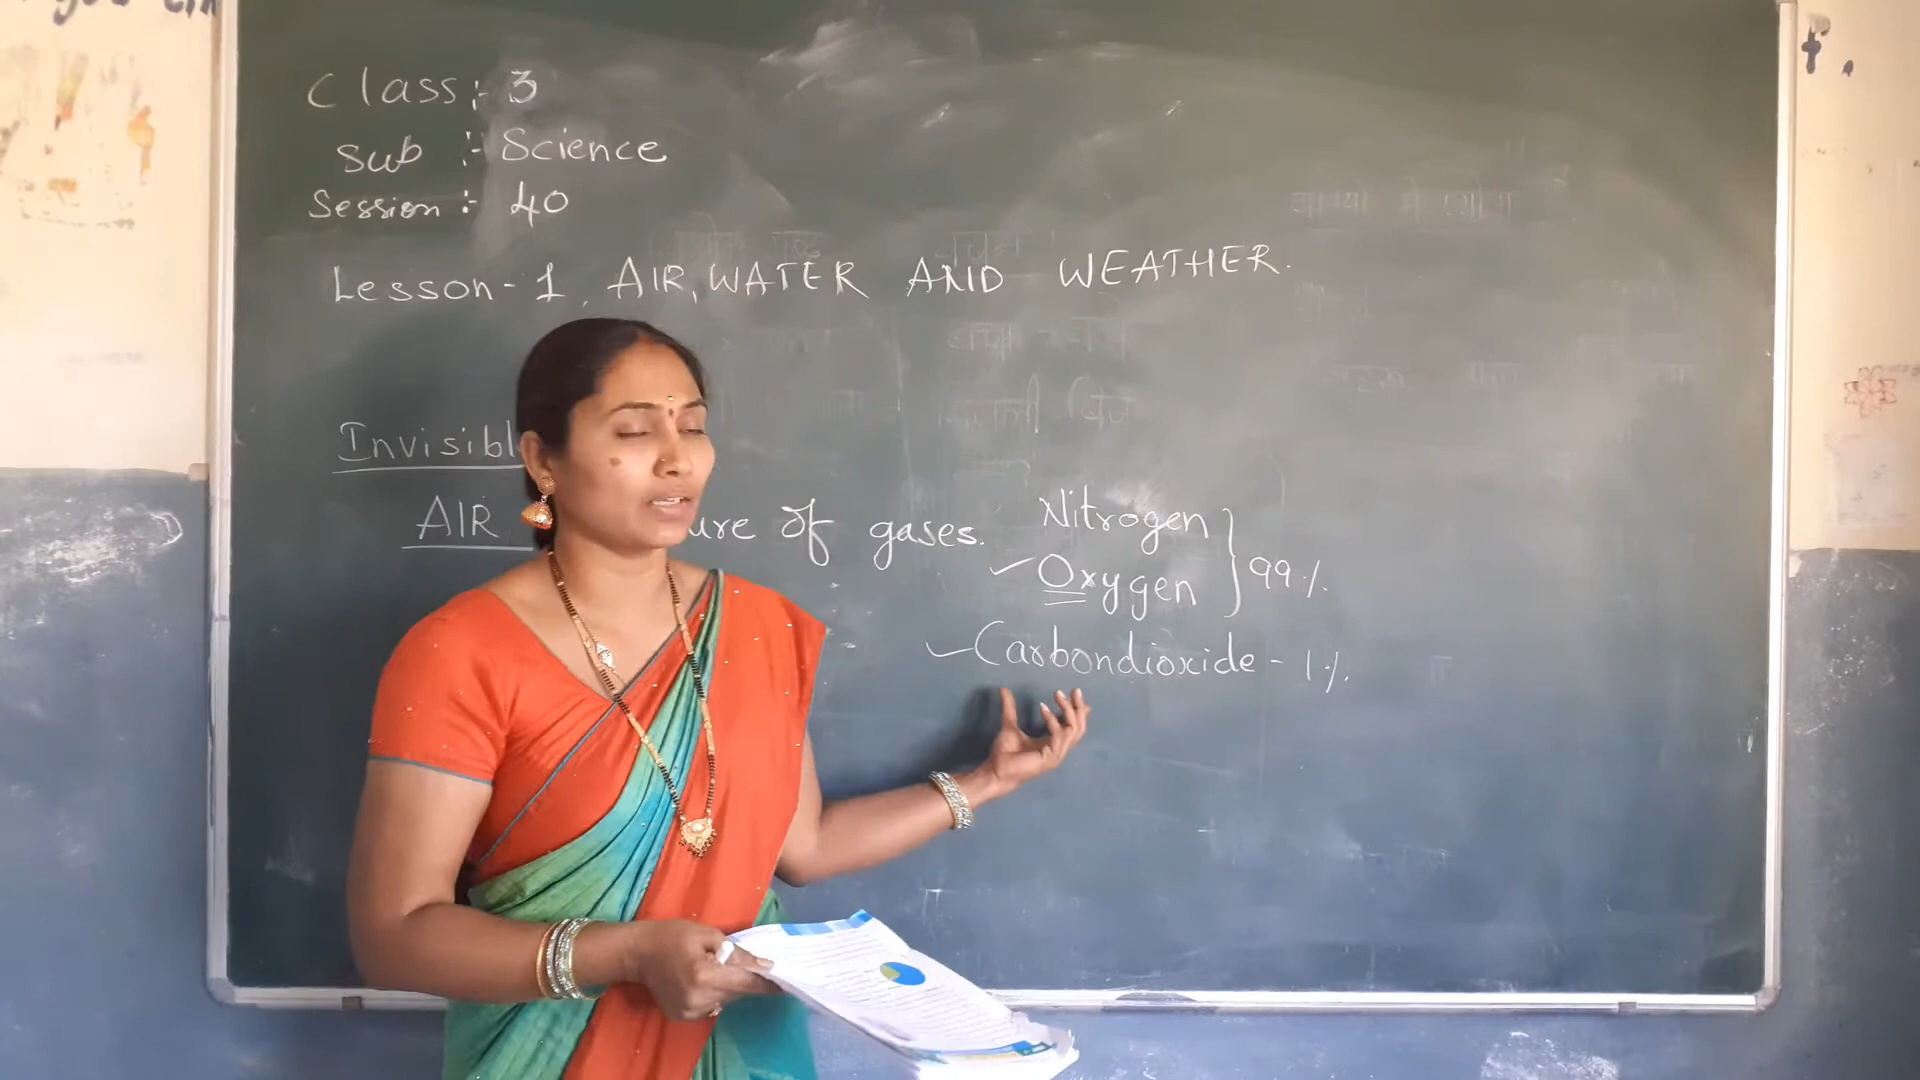 Class :- 3
Sub :- Science
Session :- 40
Lesson - 1, AIR, WATER AND WEATHER.
Invisibl
AIR ure of gases. Nitrogen
Oxygen } 99%
Carbondioxide - 1%